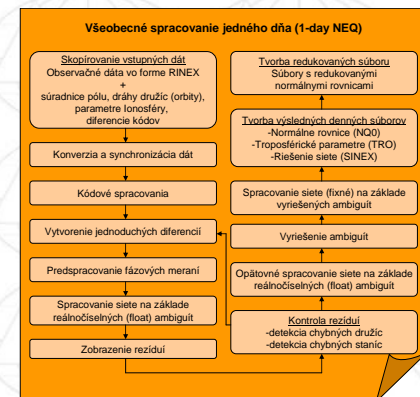 Všeobecné spracovanie jedného dňa (1-day NEQ)
Skopírovanie vstupných dát
Observačné dáta vo forme RINEX
+
súradnice pólu, dráhy družíc (orbity),
parametre Ionosféry,
diferencie kódov
Konverzia a synchronizácia dát
Kódové spracovania
Vytvorenie jednoduchých diferencií
Predspracovanie fázových meraní
Spracovanie siete na základe
reálnočíselných (float) ambiguít
Zobrazenie rezíduí
Tvorba redukovaných súboru
Súbory s redukovanými
normálnymi rovnicami
Tvorba výsledných denných súborov
-Normálne rovnice (NQ0)
-Troposférické parametre (TRO)
-Riešenie siete (SINEX)
Spracovanie siete (fixné) na základe
vyriešených ambiguít
Vyriešenie ambiguít
Opätovné spracovanie siete na základe
reálnočíselných (float) ambiguít
Kontrola rezíduí
-detekcia chybných družíc
-detekcia chybných staníc